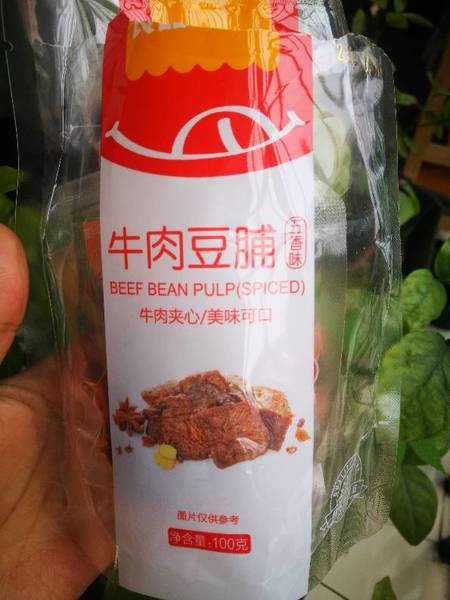 牛肉豆脯
五香味
BEEF BEAN PULP(SPICED)
牛肉夹心/美味可口
图片仅供参考
净含量:100克